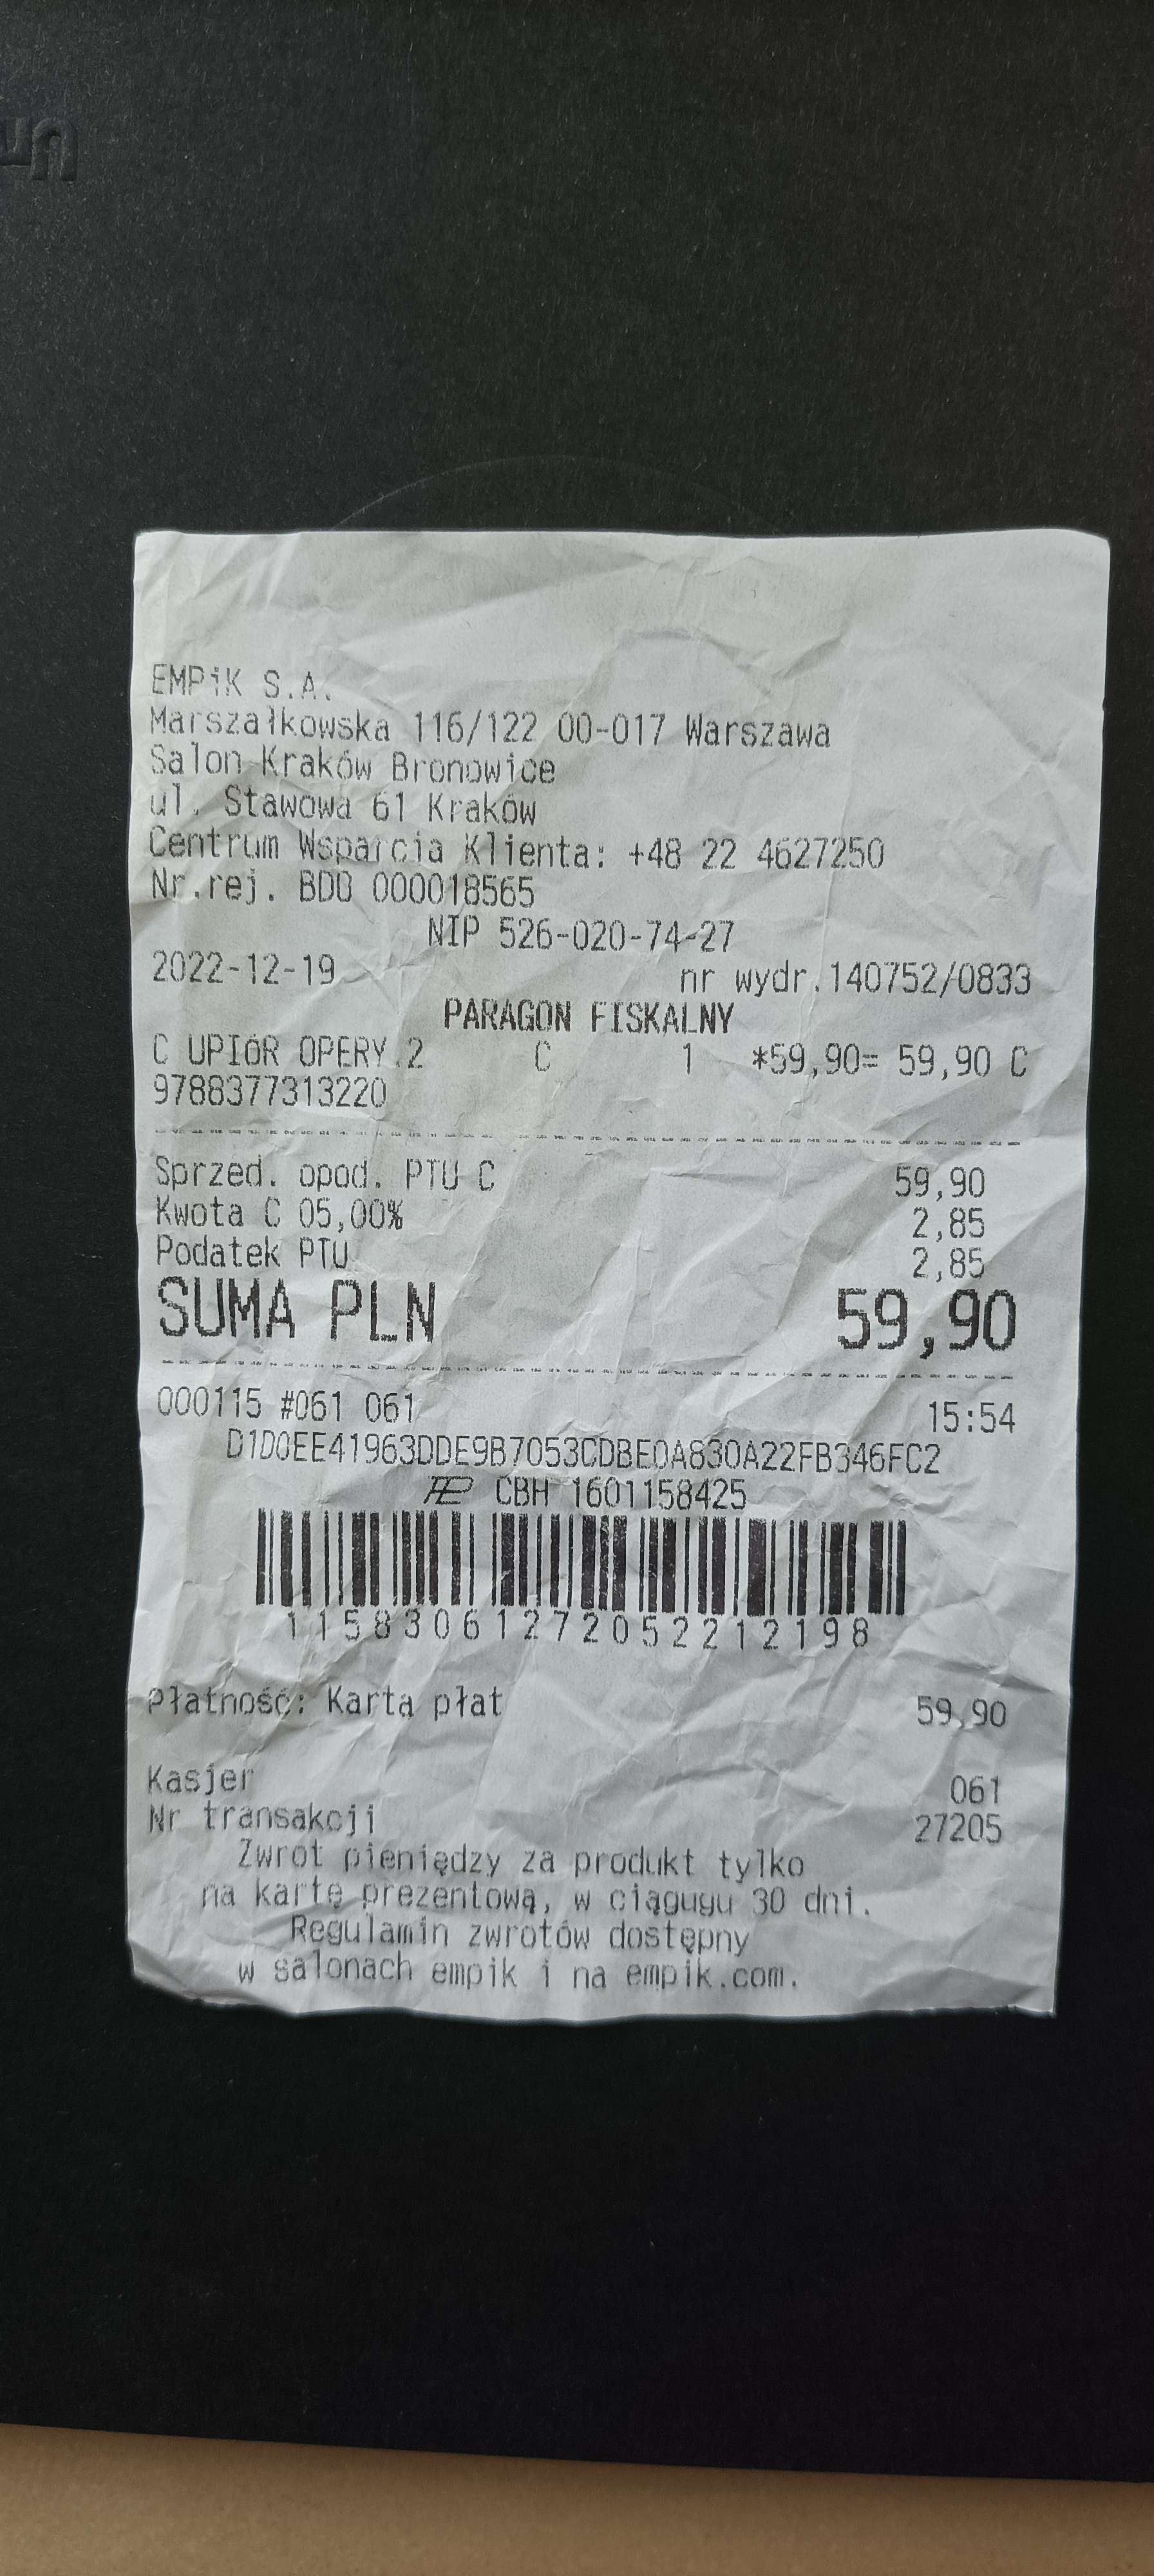 EMPiK S.A.
Marszałkowska 116/122 00-017 Warszawa
Salon Kraków Bronowice
ul. Stawowa 61 Kraków
Centrum Wsparcia Klienta: +48 22 4627250
Nr.rej. BDO 000018565
NIP 526-020-74-27
2022-12-19 nr wydr.140752/0833
PARAGON FISKALNY
C UPIóR OPERY.2 C 1 *59,90= 59,90 C
9788377313220
Sprzed. opod. PTU C 59,90
Kwota C 05,00% 2,85
Podatek PTU 2,85
SUMA PLN 59,90
000115 #061 061 15:54
D1D0EE41963DDE9B7053CDBE0A830A22FB346FC2
CBH 1601158425
11583061272052212198
Płatność: Karta płat 59,90
Kasjer 061
Nr transakcji 27205
Zwrot pieniędzy za produkt tylko
na kartę prezentową, w ciągugu 30 dni.
Regulamin zwrotów dostępny
w salonach empik i na empik.com.